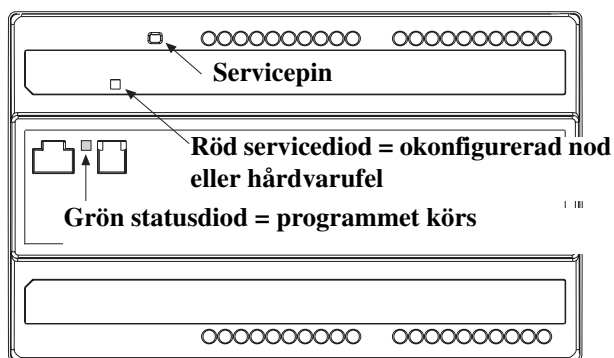 Servicepin
Röd servicediod = okonfigurerad nod
eller hårdvarufel
Grön statusdiod = programmet körs